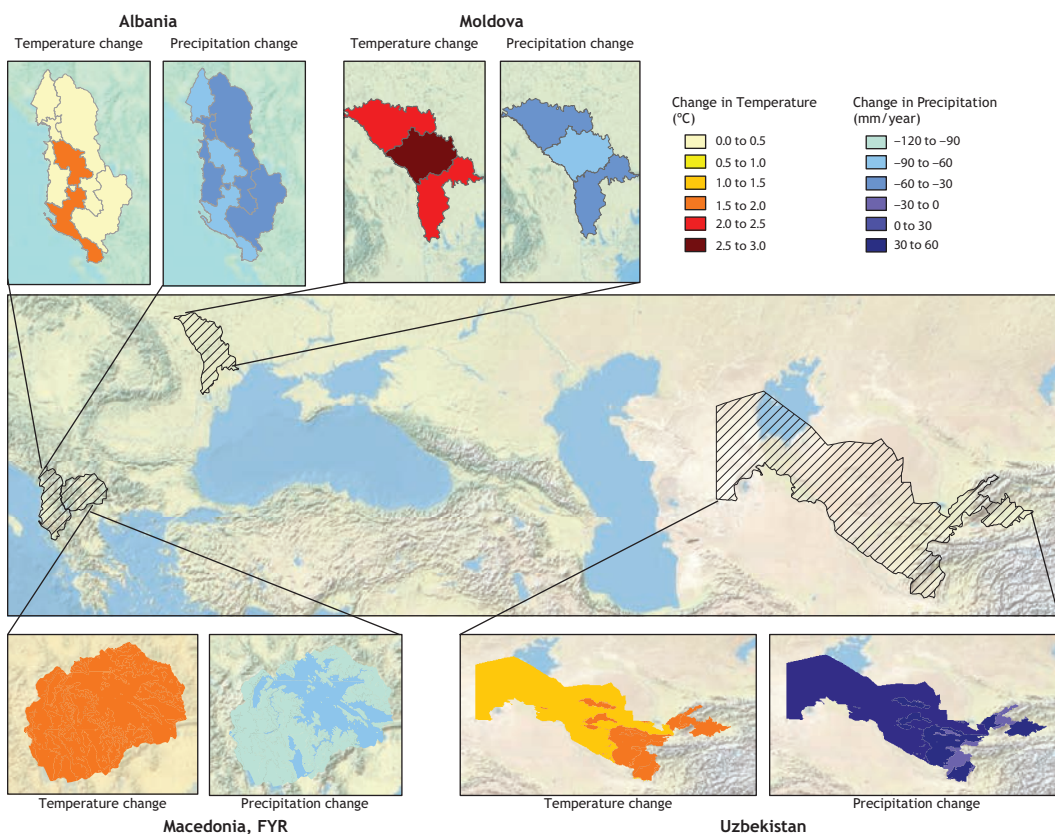 Albania
Moldova
Temperature change
Precipitation change
Temperature change
Precipitation change
Change in Temperature
(ºC)
0.0 to 0.5
0.5 to 1.0
1.0 to 1.5
1.5 to 2.0
2.0 to 2.5
2.5 to 3.0
Change in Precipitation
(mm/year)
−120 to −90
−90 to −60
−60 to −30
−30 to 0
0 to 30
30 to 60
Temperature change
Precipitation change
Temperature change
Precipitation change
Macedonia, FYR
Uzbekistan